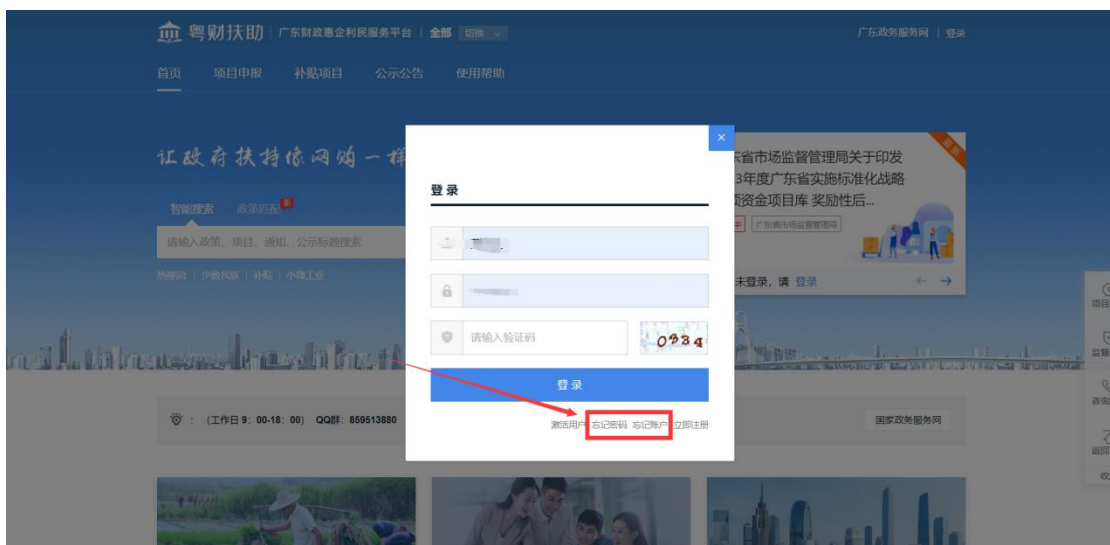 粤财扶助 广东财政惠企利民服务平台 全部 切换
广东政务服务网 登录
首页 项目申报 补贴项目 公示公告 使用帮助
让政府扶持像网购一样
智能搜索 政策匹配
请输入政策、项目、通知、公示标题搜索
热搜词: 少数民族 补贴 小微工业
×
登录
请输入验证码
0934
登录
激活用户 忘记密码 忘记账户 立即注册
省市场监督管理局关于印发
3年度广东省实施标准化战略
资金项目库 奖励性后...
广东省市场监督管理局
未登录，请 登录
项目
咨询
: (工作日 9: 00-18: 00) QQ群: 859513880
国家政务服务网